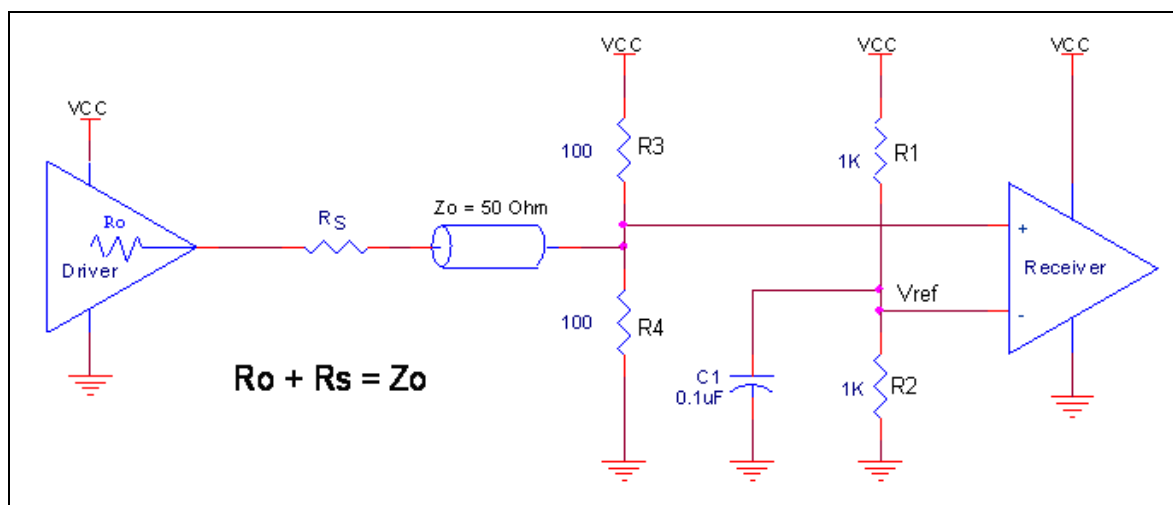 VCC
VCC
VCC
VCC
100
R3
1K
R1
Ro
Driver
RS
Zo = 50 Ohm
+
Receiver
Vref
-
100
R4
Ro + Rs = Zo
C1
0.1uF
1K
R2